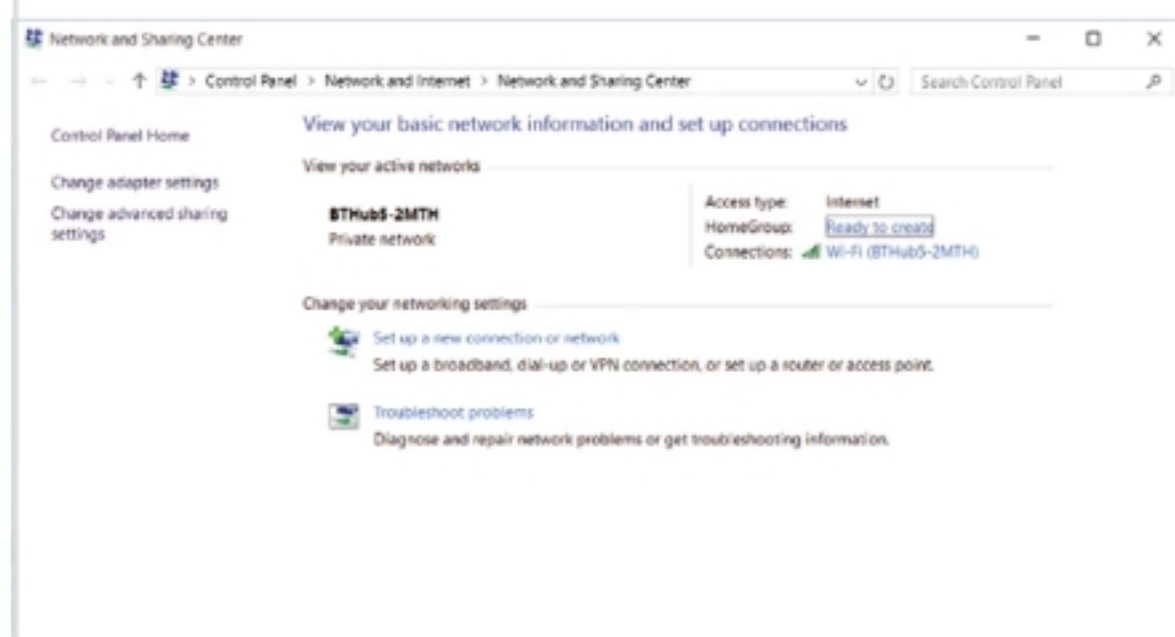 Network and Sharing Center
Control Panel > Network and Internet > Network and Sharing Center
Search Control Panel
Control Panel Home
Change adapter settings
Change advanced sharing
settings
View your basic network information and set up connections
View your active networks
BTHub5-2MTH
Private network
Access type: Internet
HomeGroup: Ready to create
Connections: Wi-Fi (BTHub5-2MTH)
Change your networking settings
Set up a new connection or network
Set up a broadband, dial-up or VPN connection, or set up a router or access point.
Troubleshoot problems
Diagnose and repair network problems or get troubleshooting information.